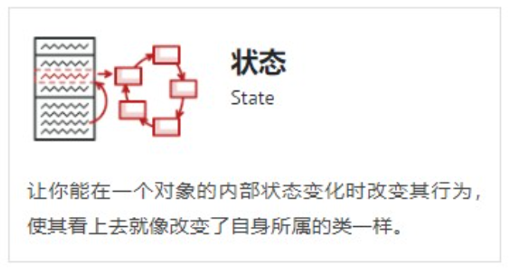 状态
State
让你能在一个对象的内部状态变化时改变其行为，
使其看上去就像改变了自身所属的类一样。